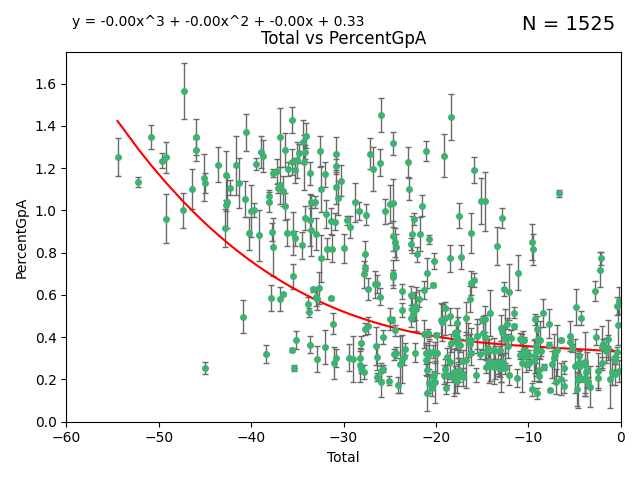 y = -0.00x^3 + -0.00x^2 + -0.00x + 0.33
N = 1525
Total vs PercentGpA
PercentGpA
1.6
1.4
1.2
1.0
0.8
0.6
0.4
0.2
0.0
−60 −50 −40 −30 −20 −10 0
Total